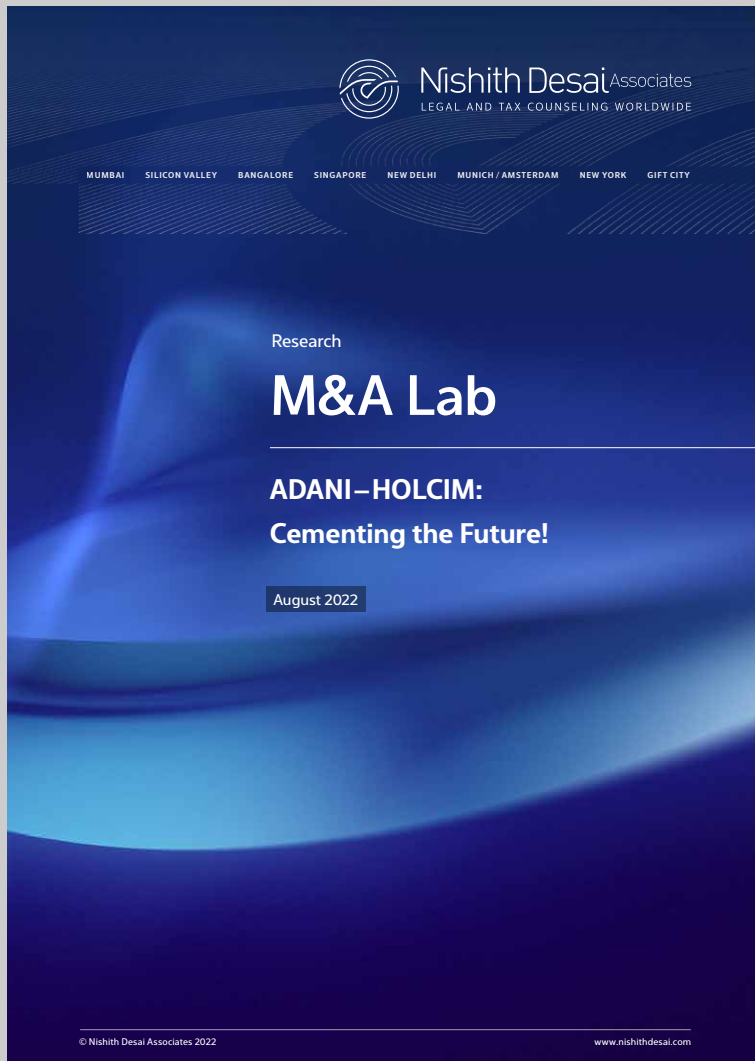 Nishith Desai Associates
LEGAL AND TAX COUNSELING WORLDWIDE
MUMBAI SILICON VALLEY BANGALORE SINGAPORE NEW DELHI MUNICH / AMSTERDAM NEW YORK GIFT CITY
Research
M&A Lab
ADANI–HOLCIM:
Cementing the Future!
August 2022
© Nishith Desai Associates 2022 www.nishithdesai.com